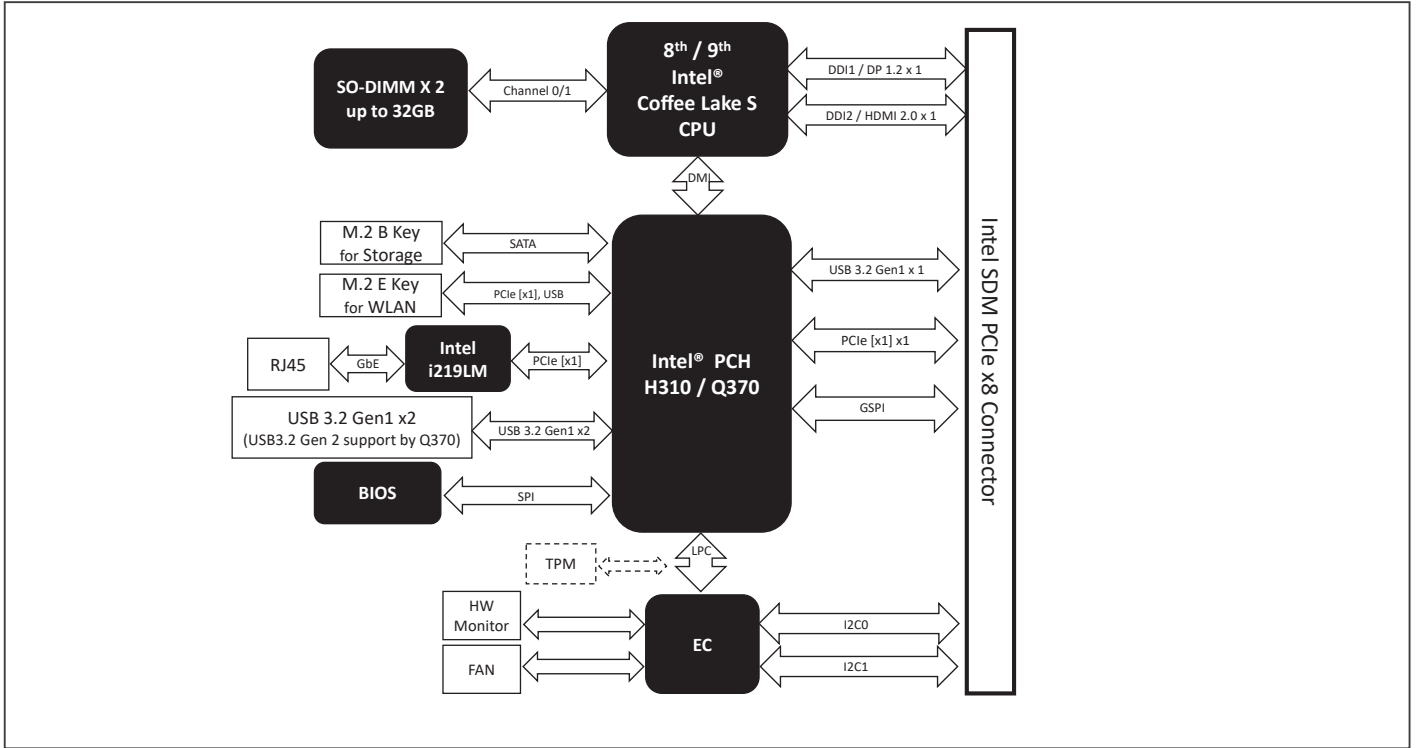 8th / 9th
Intel®
Coffee Lake S
CPU
SO-DIMM X 2
up to 32GB
Channel 0/1
DDI1 / DP 1.2 x 1
DDI2 / HDMI 2.0 x 1
DMI
M.2 B Key
for Storage
SATA
M.2 E Key
for WLAN
PCIe [x1], USB
RJ45
GbE
Intel
i219LM
PCIe [x1]
USB 3.2 Gen1 x2
(USB3.2 Gen 2 support by Q370)
USB 3.2 Gen1 x2
BIOS
SPI
Intel® PCH
H310 / Q370
USB 3.2 Gen1 x 1
PCIe [x1] x1
GSPI
Intel SDM PCIe x8 Connector
LPC
TPM
HW
Monitor
FAN
EC
I2C0
I2C1